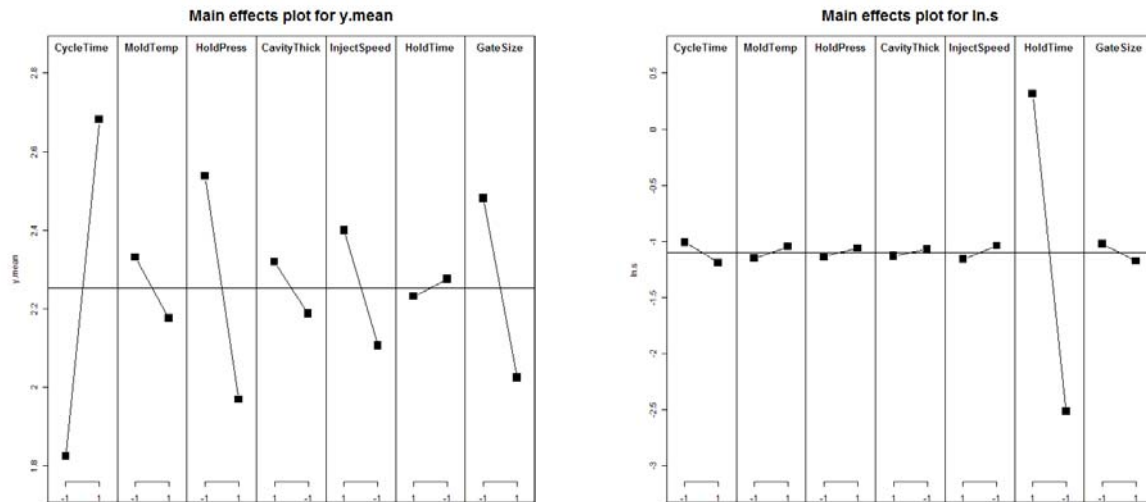 Main effects plot for y.mean
CycleTime MoldTemp HoldPress CavityThick InjectSpeed HoldTime GateSize
2.8
2.6
2.4
2.2
2
1.8
y.mean
-1 1 -1 1 -1 1 -1 1 1 -1 1 -1 -1 1
Main effects plot for ln.s
CycleTime MoldTemp HoldPress CavityThick InjectSpeed HoldTime GateSize
0.5
0
-0.5
-1
-1.5
-2
-2.5
-3
ln.s
-1 1 -1 1 -1 1 -1 1 1 -1 1 -1 -1 1